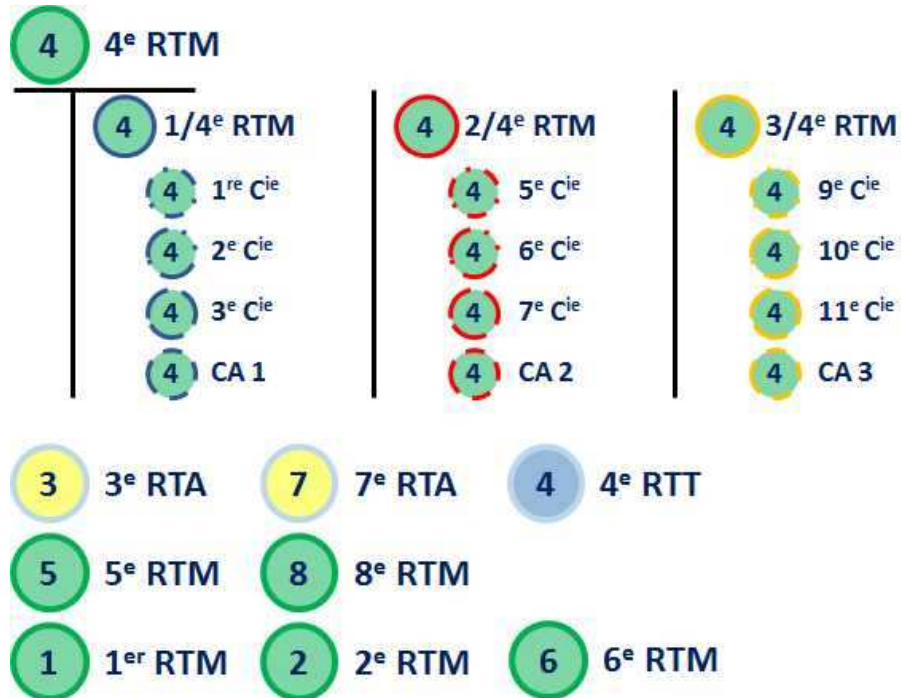 4 4ᵉ RTM
4 1/4ᵉ RTM 4 2/4ᵉ RTM 4 3/4ᵉ RTM
4 1ʳᵉ Cⁱᵉ 4 5ᵉ Cⁱᵉ 4 9ᵉ Cⁱᵉ
4 2ᵉ Cⁱᵉ 4 6ᵉ Cⁱᵉ 4 10ᵉ Cⁱᵉ
4 3ᵉ Cⁱᵉ 4 7ᵉ Cⁱᵉ 4 11ᵉ Cⁱᵉ
4 CA 1 4 CA 2 4 CA 3
3 3ᵉ RTA 7 7ᵉ RTA 4 4ᵉ RTT
5 5ᵉ RTM 8 8ᵉ RTM
1 1ᵉʳ RTM 2 2ᵉ RTM 6 6ᵉ RTM